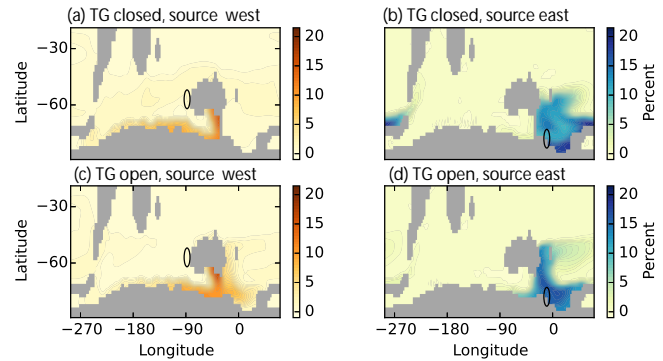 (a) TG closed, source west
(b) TG closed, source east
Latitude
−30
−60
20
15
10
5
0
20
15
10
5
0
Percent
(c) TG open, source west
(d) TG open, source east
Latitude
−30
−60
20
15
10
5
0
20
15
10
5
0
Percent
−270 −180 −90 0
−270 −180 −90 0
Longitude
Longitude